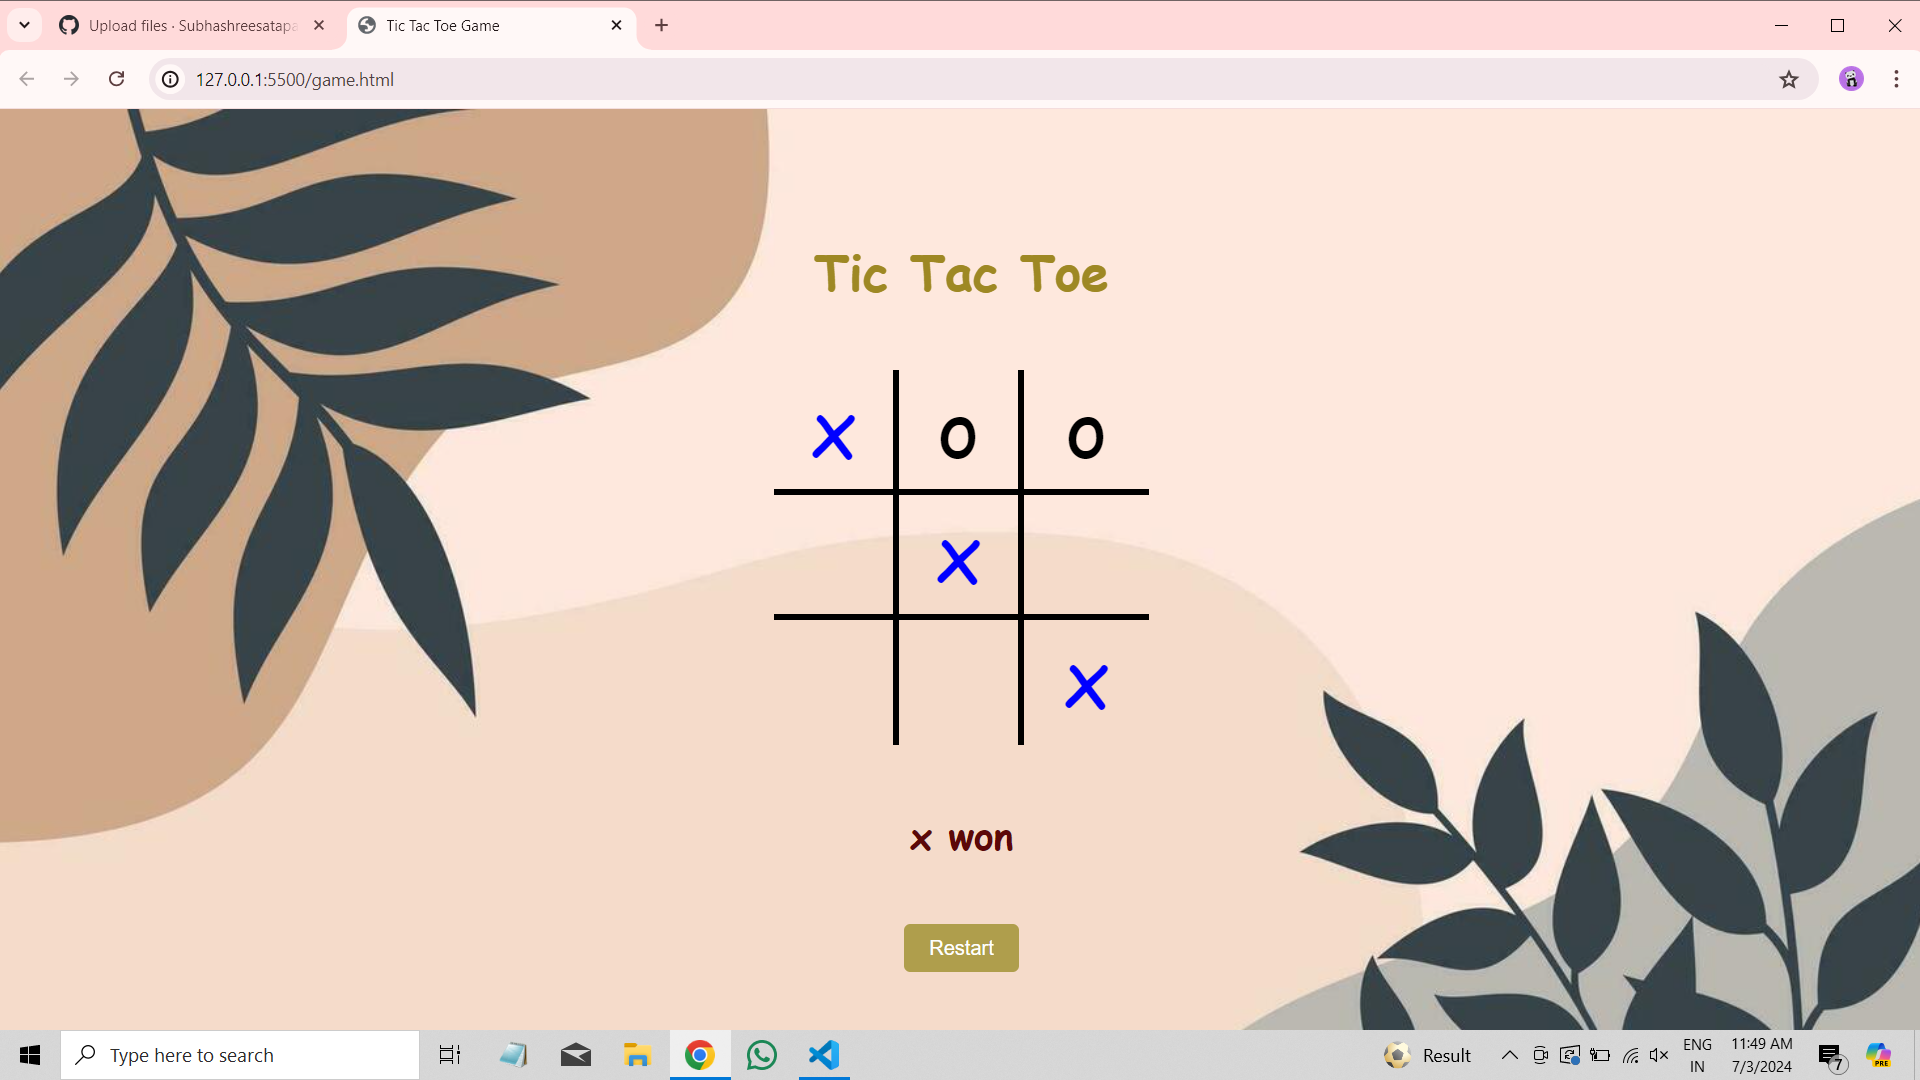 Upload files · Subhashreesatapa
Tic Tac Toe Game
127.0.0.1:5500/game.html
Tic Tac Toe
X O O
X
X
x won
Restart
Type here to search
Result
ENG
IN
11:49 AM
7/3/2024
7
PRE